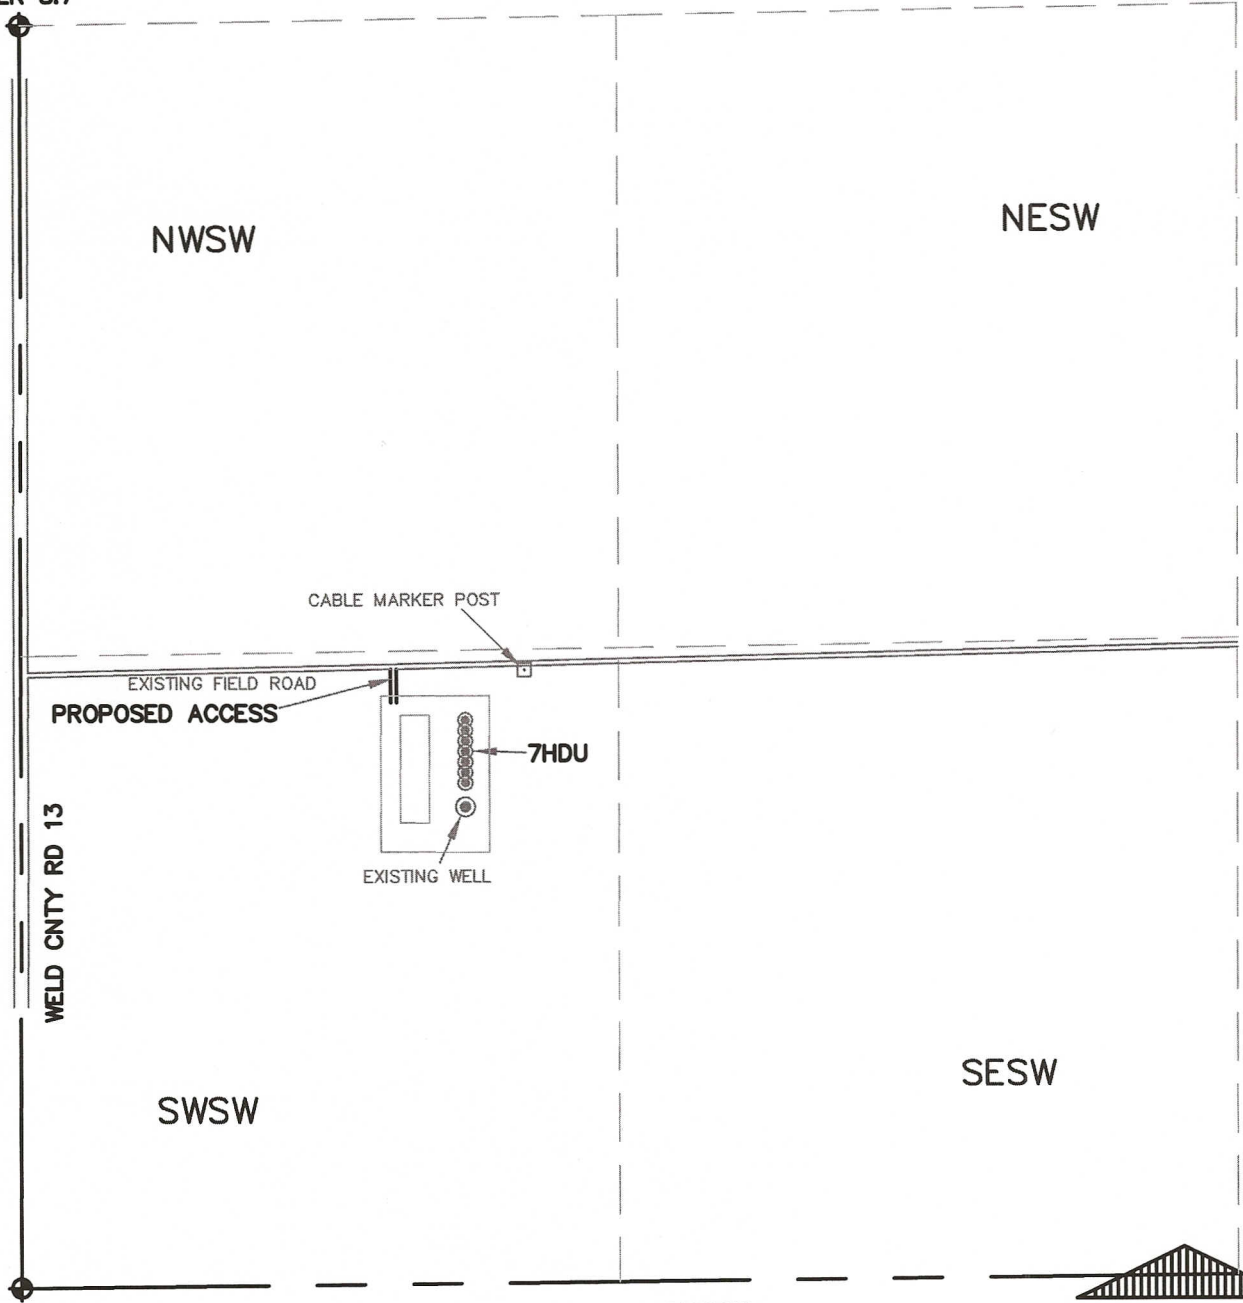 NWSW
NESW
CABLE MARKER POST
EXISTING FIELD ROAD
PROPOSED ACCESS
7HDU
EXISTING WELL
WELD CNTY RD 13
SWSW
SESW